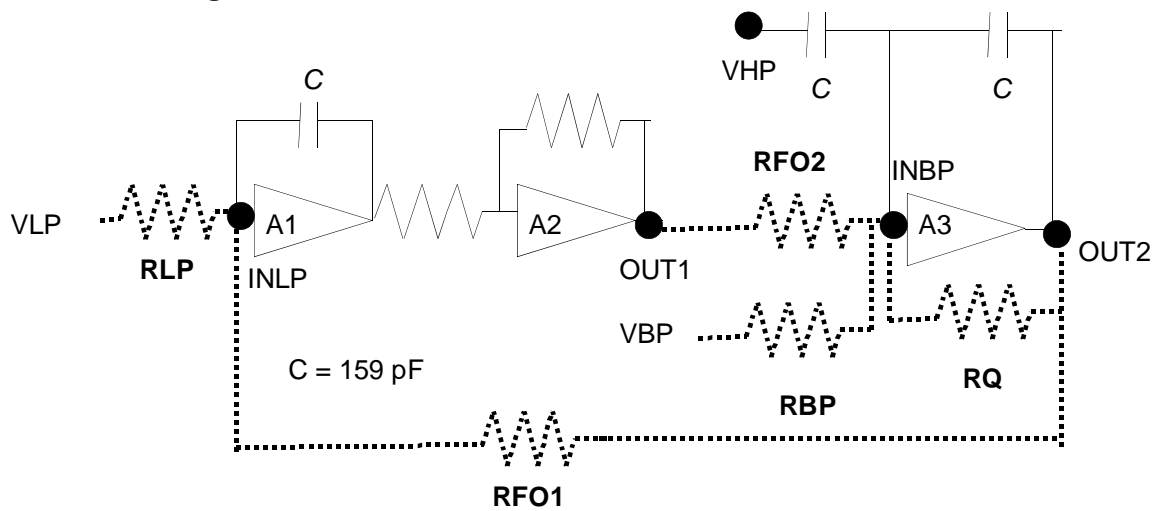 VHP
C
C
C
RFO2
INBP
VLP
A1
A2
A3
OUT1
OUT2
RLP
INLP
VBP
C = 159 pF
RQ
RBP
RFO1